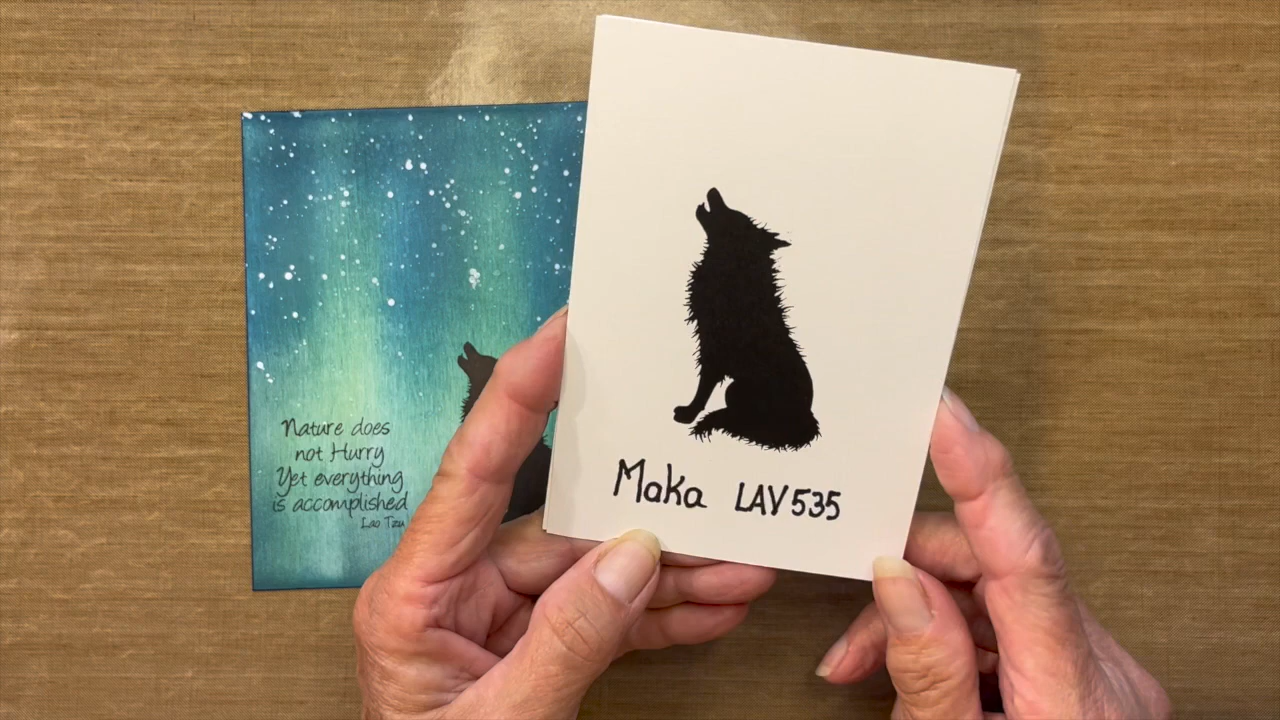 Nature does
not Hurry
Yet everything
is accomplished
Lao Tzu
Maka LAV535